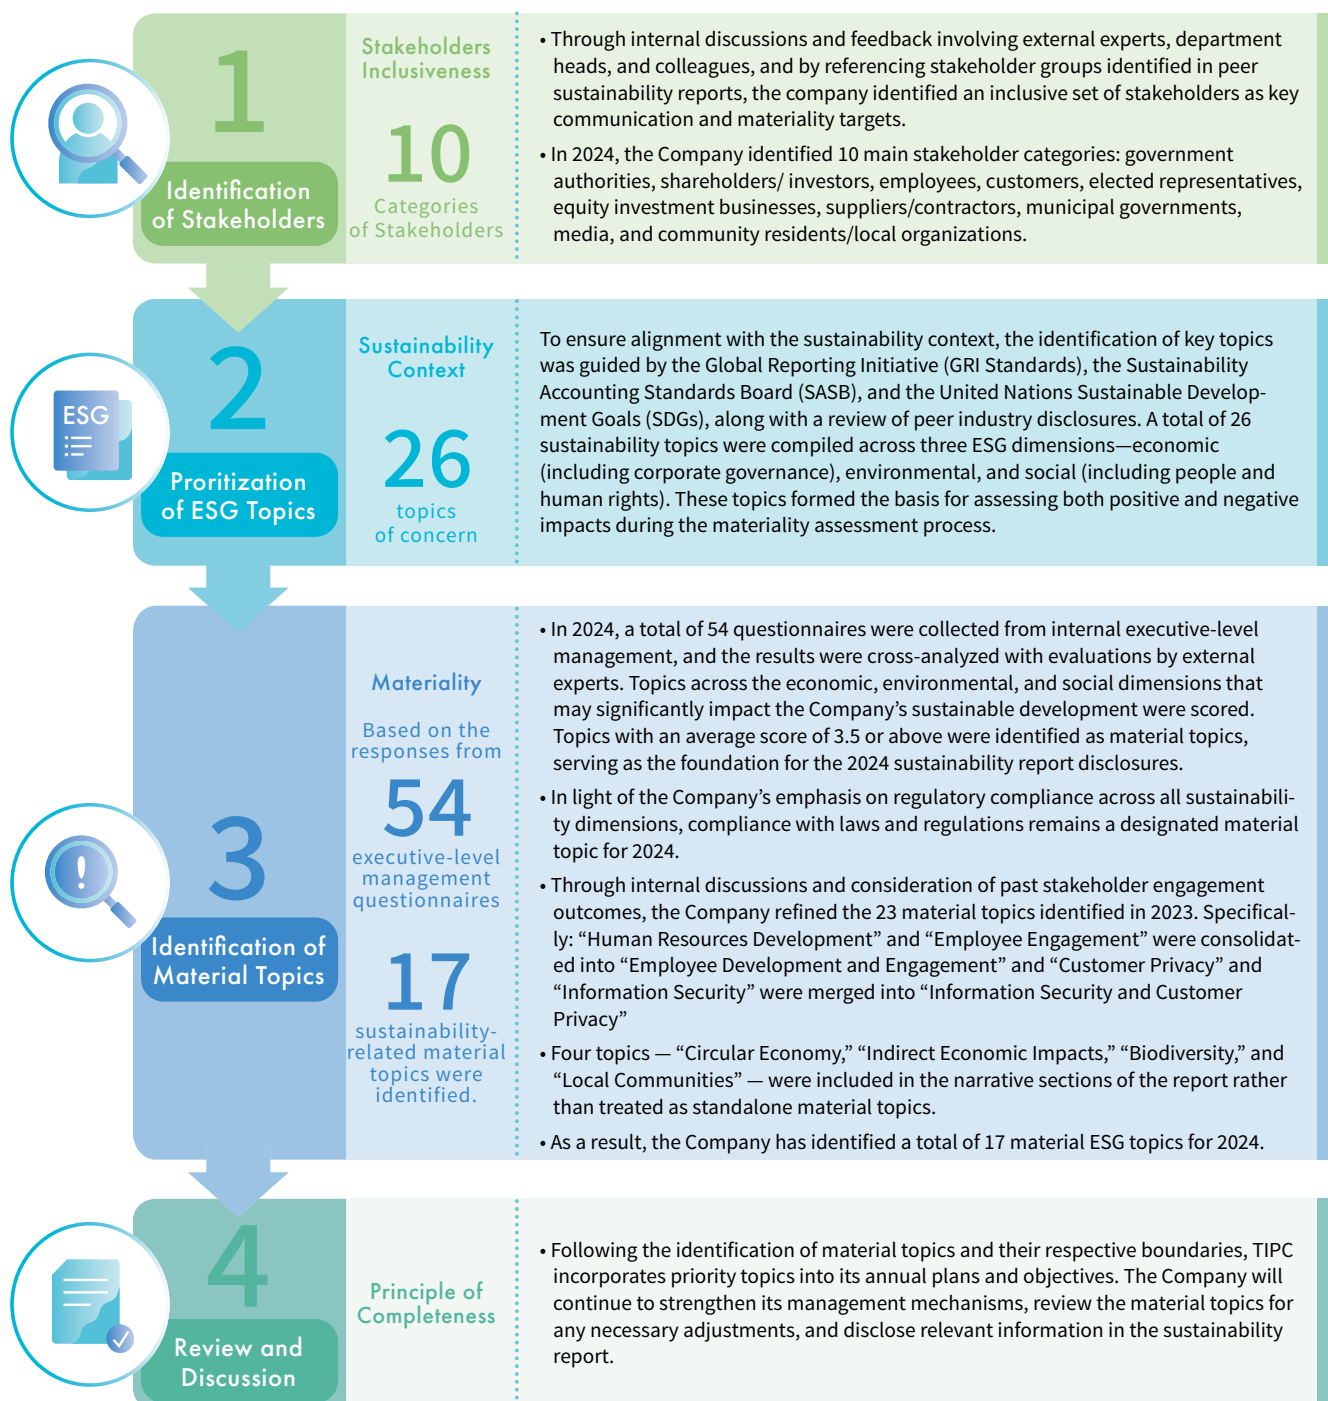 1
Identification
of Stakeholders
Stakeholders
Inclusiveness
10
Categories
of Stakeholders
• Through internal discussions and feedback involving external experts, department
heads, and colleagues, and by referencing stakeholder groups identified in peer
sustainability reports, the company identified an inclusive set of stakeholders as key
communication and materiality targets.
• In 2024, the Company identified 10 main stakeholder categories: government
authorities, shareholders/ investors, employees, customers, elected representatives,
equity investment businesses, suppliers/contractors, municipal governments,
media, and community residents/local organizations.
ESG
2
Proritization
of ESG Topics
Sustainability
Context
26
topics
of concern
To ensure alignment with the sustainability context, the identification of key topics
was guided by the Global Reporting Initiative (GRI Standards), the Sustainability
Accounting Standards Board (SASB), and the United Nations Sustainable Develop-
ment Goals (SDGs), along with a review of peer industry disclosures. A total of 26
sustainability topics were compiled across three ESG dimensions—economic
(including corporate governance), environmental, and social (including people and
human rights). These topics formed the basis for assessing both positive and negative
impacts during the materiality assessment process.
3
Identification of
Material Topics
Materiality
Based on the
responses from
54
executive-level
management
questionnaires
17
sustainability-
related material
topics were
identified.
• In 2024, a total of 54 questionnaires were collected from internal executive-level
management, and the results were cross-analyzed with evaluations by external
experts. Topics across the economic, environmental, and social dimensions that
may significantly impact the Company’s sustainable development were scored.
Topics with an average score of 3.5 or above were identified as material topics,
serving as the foundation for the 2024 sustainability report disclosures.
• In light of the Company’s emphasis on regulatory compliance across all sustainabili-
ty dimensions, compliance with laws and regulations remains a designated material
topic for 2024.
• Through internal discussions and consideration of past stakeholder engagement
outcomes, the Company refined the 23 material topics identified in 2023. Specifical-
ly: “Human Resources Development” and “Employee Engagement” were consolidat-
ed into “Employee Development and Engagement” and “Customer Privacy” and
“Information Security” were merged into “Information Security and Customer
Privacy”
• Four topics — “Circular Economy,” “Indirect Economic Impacts,” “Biodiversity,” and
“Local Communities” — were included in the narrative sections of the report rather
than treated as standalone material topics.
• As a result, the Company has identified a total of 17 material ESG topics for 2024.
4
Review and
Discussion
Principle of
Completeness
• Following the identification of material topics and their respective boundaries, TIPC
incorporates priority topics into its annual plans and objectives. The Company will
continue to strengthen its management mechanisms, review the material topics for
any necessary adjustments, and disclose relevant information in the sustainability
report.